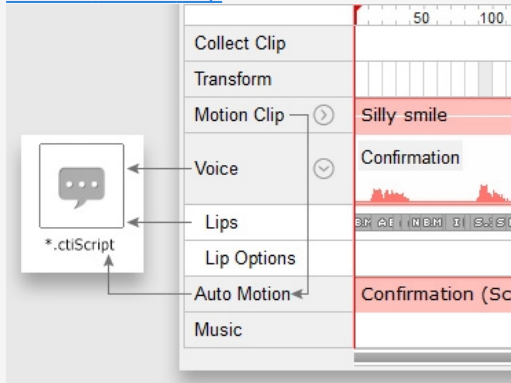 50 100
Collect Clip
Transform
Motion Clip
Silly smile
Voice
Confirmation
Lips
*.ctiScript
Lip Options
Auto Motion
Confirmation (Sc
Music